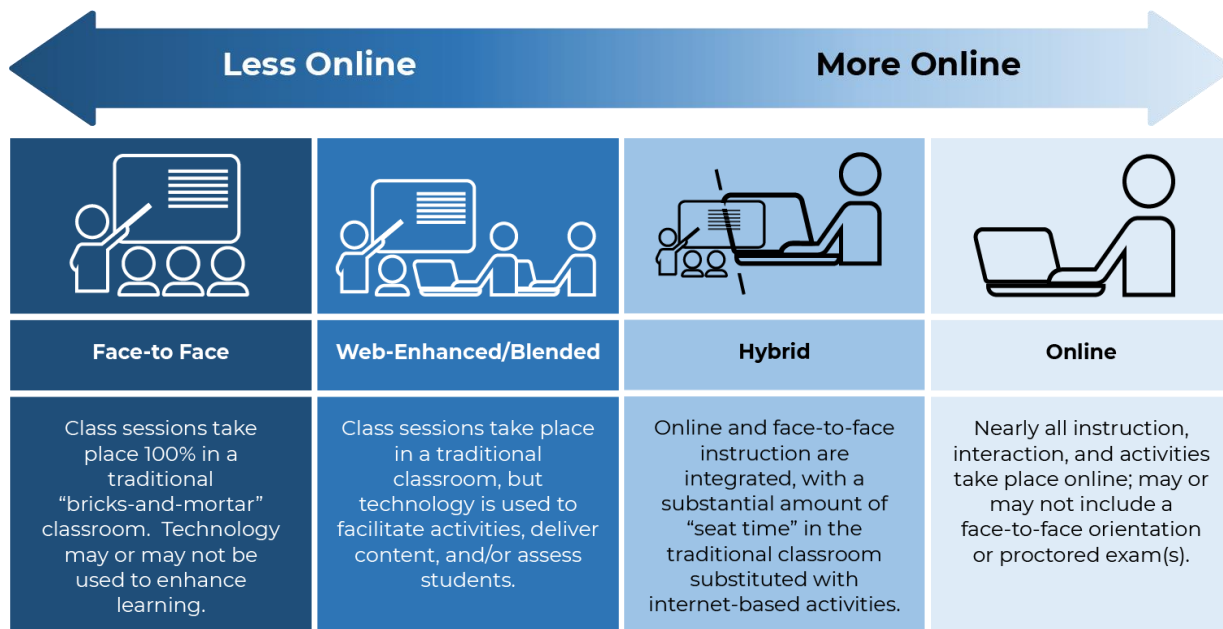 Less Online
More Online
Face-to Face
Web-Enhanced/Blended
Hybrid
Online
Class sessions take
place 100% in a
traditional
“bricks-and-mortar”
classroom.  Technology
may or may not be
used to enhance
learning.
Class sessions take place
in a traditional
classroom, but
technology is used to
facilitate activities, deliver
content, and/or assess
students.
Online and face-to-face
instruction are
integrated, with a
substantial amount of
“seat time” in the
traditional classroom
substituted with
internet-based activities.
Nearly all instruction,
interaction, and activities
take place online; may or
may not include a
face-to-face orientation
or proctored exam(s).